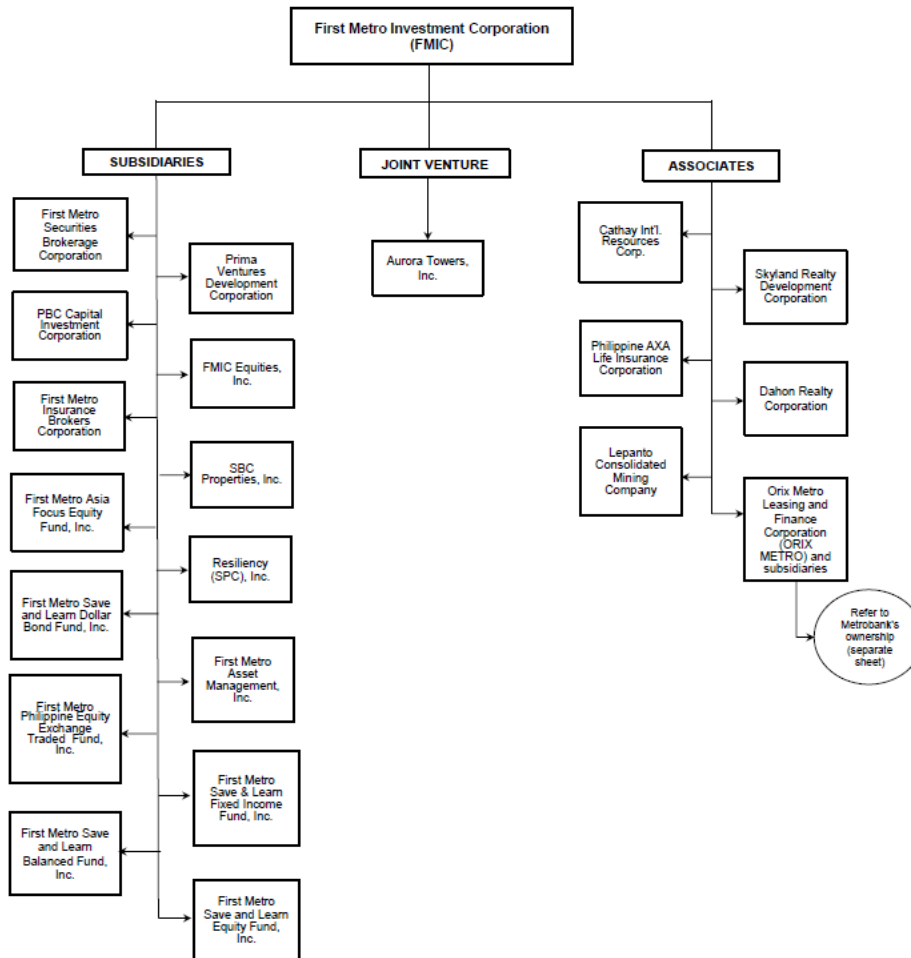 First Metro Investment Corporation
(FMIC)
SUBSIDIARIES
JOINT VENTURE
ASSOCIATES
First Metro
Securities
Brokerage
Corporation
Prima
Ventures
Development
Corporation
PBC Capital
Investment
Corporation
FMIC Equities,
Inc.
First Metro
Insurance
Brokers
Corporation
SBC
Properties, Inc.
First Metro Asia
Focus Equity
Fund, Inc.
Resiliency
(SPC), Inc.
First Metro Save
and Learn Dollar
Bond Fund, Inc.
First Metro
Asset
Management,
Inc.
First Metro
Philippine Equity
Exchange
Traded Fund,
Inc.
First Metro
Save & Learn
Fixed Income
Fund, Inc.
First Metro Save
and Learn
Balanced Fund,
Inc.
First Metro
Save and Learn
Equity Fund,
Inc.
Aurora Towers,
Inc.
Cathay Int'l.
Resources
Corp.
Skyland Realty
Development
Corporation
Philippine AXA
Life Insurance
Corporation
Dahon Realty
Corporation
Lepanto
Consolidated
Mining
Company
Orix Metro
Leasing and
Finance
Corporation
(ORIX
METRO) and
subsidiaries
Refer to
Metrobank's
ownership
(separate
sheet)